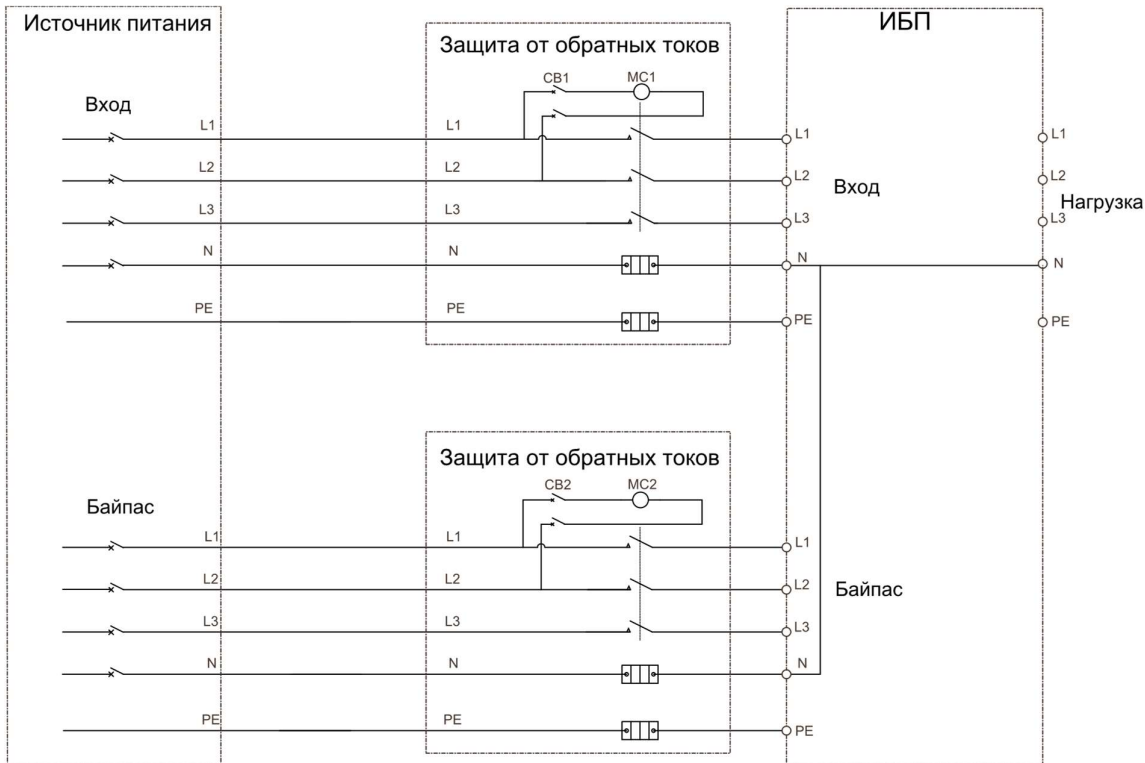 Источник питания
Защита от обратных токов
ИБП
CB1 MC1
Вход
L1 L1 L1 L1
L2 L2 L2 L2
Вход
Нагрузка
L3 L3 L3 L3
N N N N
PE PE PE PE
Защита от обратных токов
CB2 MC2
Байпас
L1 L1 L1
L2 L2 L2
Байпас
L3 L3 L3
N N N
PE PE PE